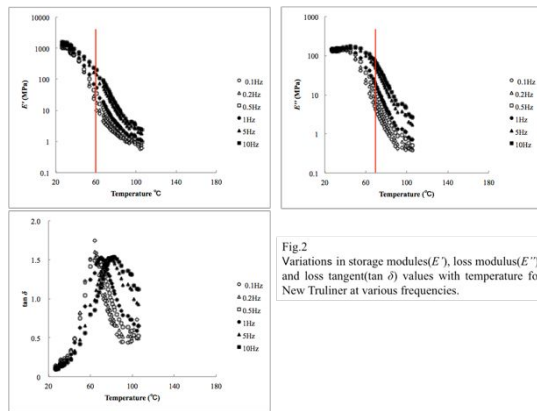 10000
1000
100
10
1
0.1
E' (MPa)
20 60 100 140 180
Temperature °C
0.1Hz
0.2Hz
0.5Hz
1Hz
5Hz
10Hz
1000
100
10
1
0.1
E'' (MPa)
20 60 100 140 180
Temperature °C
0.1Hz
0.2Hz
0.5Hz
1Hz
5Hz
10Hz
2.0
1.5
1.0
0.5
0
tan δ
20 40 60 80 100 120 140 160 180
Temperature (°C)
0.1Hz
0.2Hz
0.5Hz
1Hz
5Hz
10Hz
Fig.2
Variations in storage modules(E'), loss modulus(E'')
and loss tangent(tan δ) values with temperature fo
New Truliner at various frequencies.